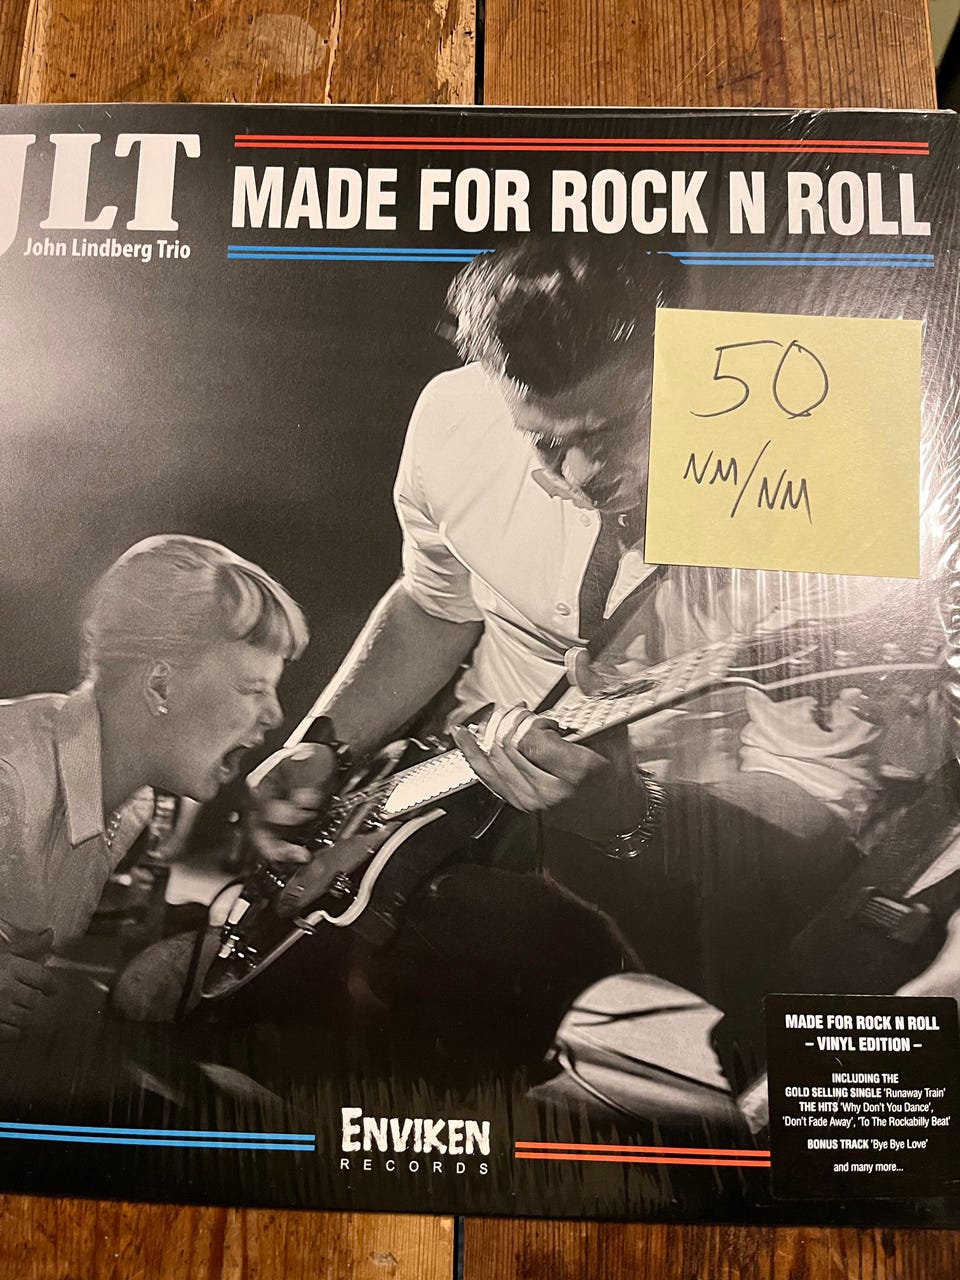 JLT
John Lindberg Trio
MADE FOR ROCK N ROLL
50
NM/NM
MADE FOR ROCK N ROLL
– VINYL EDITION –
INCLUDING THE
GOLD SELLING SINGLE 'Runaway Train'
THE HITS 'Why Don't You Dance',
'Don't Fade Away', 'To The Rockabilly Beat'
BONUS TRACK 'Bye Bye Love'
and many more...
ENVIKEN
RECORDS